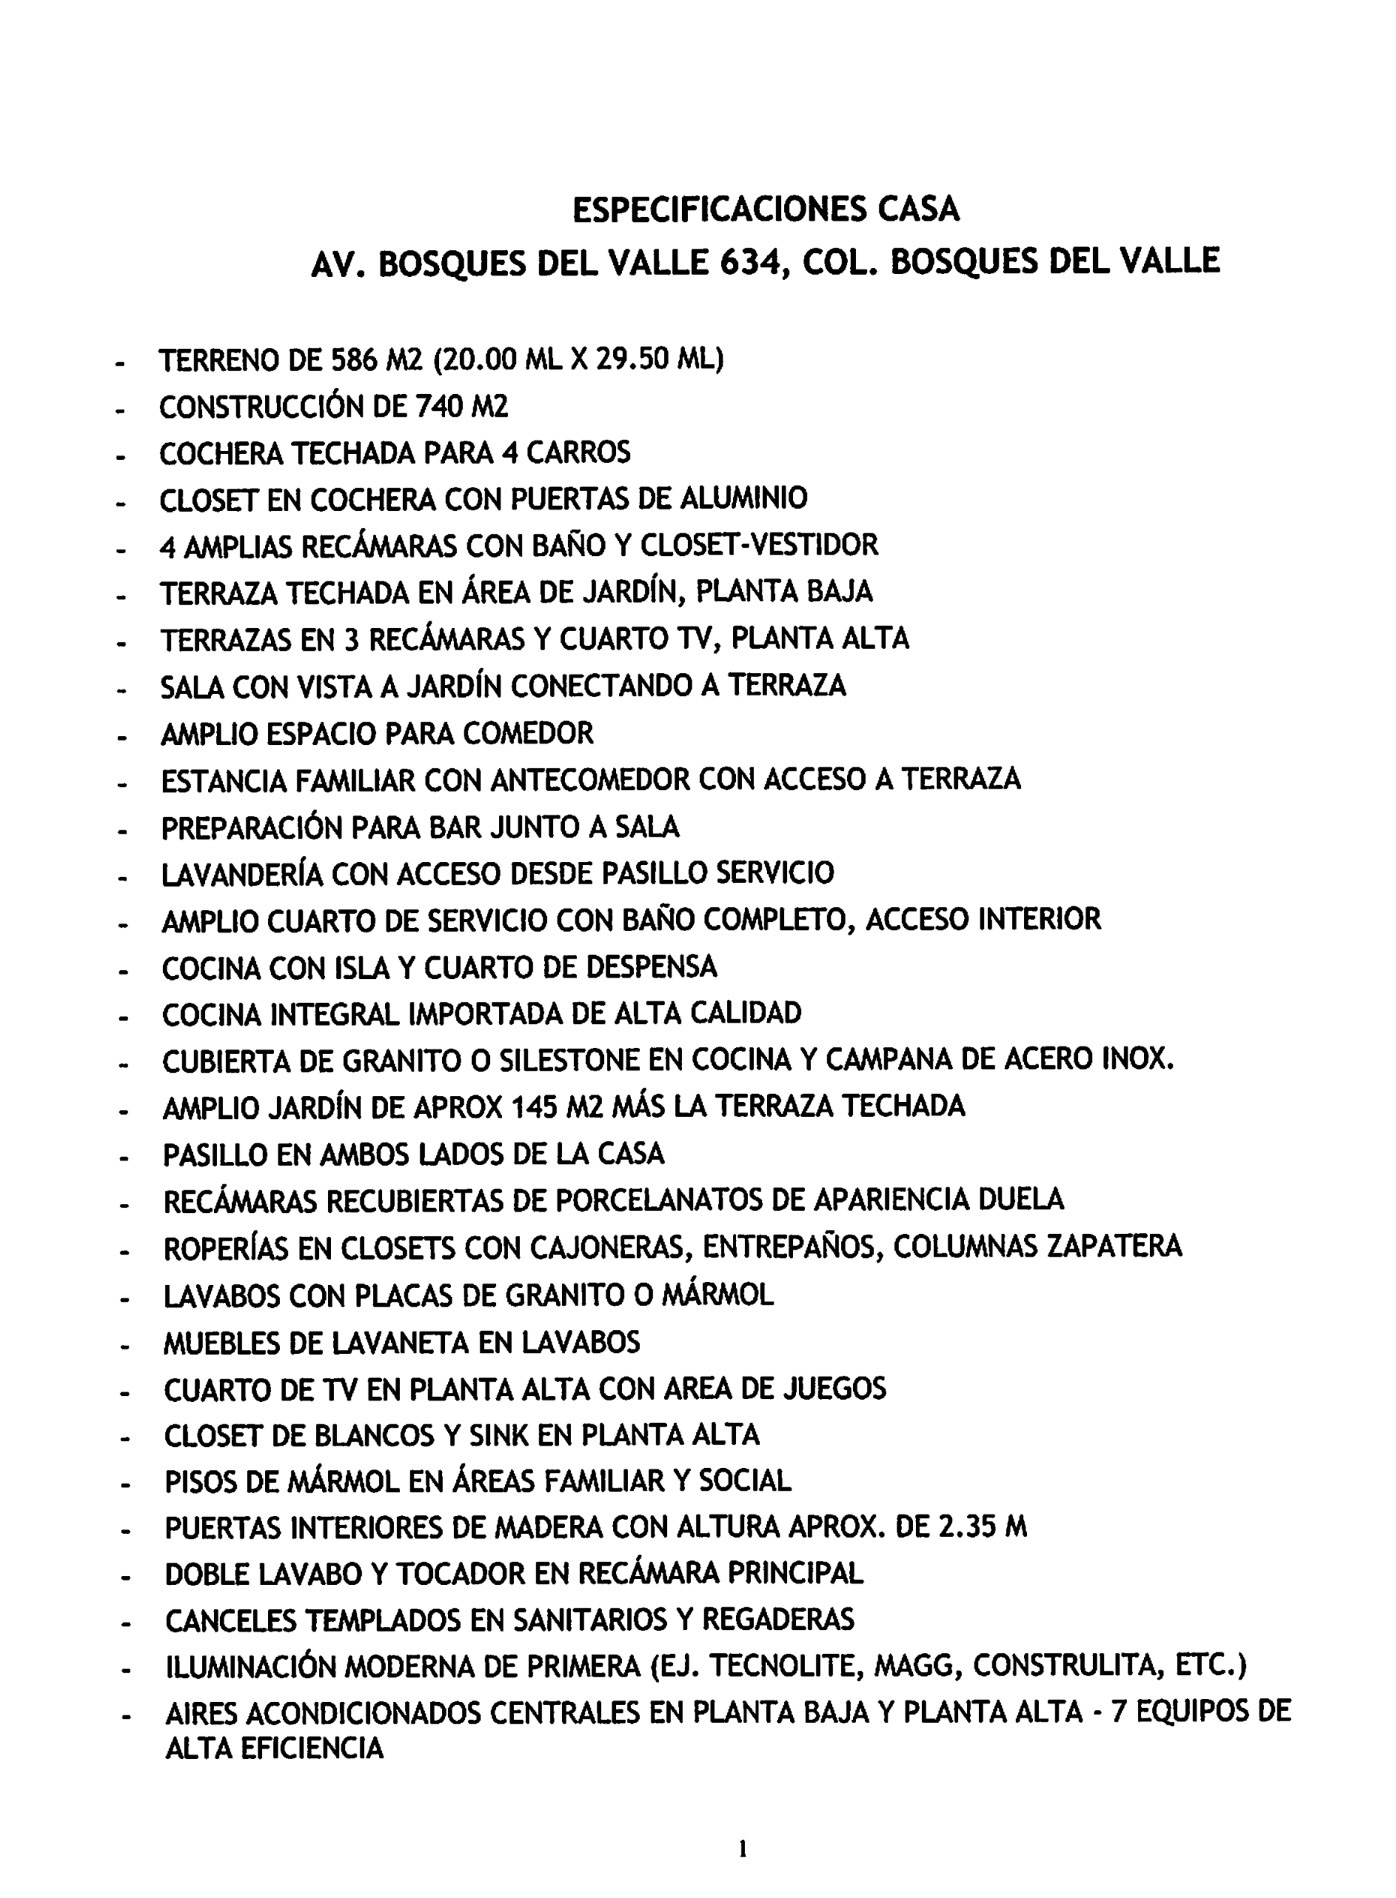 ESPECIFICACIONES CASA
AV. BOSQUES DEL VALLE 634, COL. BOSQUES DEL VALLE
- TERRENO DE 586 M2 (20.00 ML X 29.50 ML)
- CONSTRUCCIÓN DE 740 M2
- COCHERA TECHADA PARA 4 CARROS
- CLOSET EN COCHERA CON PUERTAS DE ALUMINIO
- 4 AMPLIAS RECÁMARAS CON BAÑO Y CLOSET-VESTIDOR
- TERRAZA TECHADA EN ÁREA DE JARDÍN, PLANTA BAJA
- TERRAZAS EN 3 RECÁMARAS Y CUARTO TV, PLANTA ALTA
- SALA CON VISTA A JARDÍN CONECTANDO A TERRAZA
- AMPLIO ESPACIO PARA COMEDOR
- ESTANCIA FAMILIAR CON ANTECOMEDOR CON ACCESO A TERRAZA
- PREPARACIÓN PARA BAR JUNTO A SALA
- LAVANDERÍA CON ACCESO DESDE PASILLO SERVICIO
- AMPLIO CUARTO DE SERVICIO CON BAÑO COMPLETO, ACCESO INTERIOR
- COCINA CON ISLA Y CUARTO DE DESPENSA
- COCINA INTEGRAL IMPORTADA DE ALTA CALIDAD
- CUBIERTA DE GRANITO O SILESTONE EN COCINA Y CAMPANA DE ACERO INOX.
- AMPLIO JARDÍN DE APROX 145 M2 MÁS LA TERRAZA TECHADA
- PASILLO EN AMBOS LADOS DE LA CASA
- RECÁMARAS RECUBIERTAS DE PORCELANATOS DE APARIENCIA DUELA
- ROPERÍAS EN CLOSETS CON CAJONERAS, ENTREPAÑOS, COLUMNAS ZAPATERA
- LAVABOS CON PLACAS DE GRANITO O MÁRMOL
- MUEBLES DE LAVANETA EN LAVABOS
- CUARTO DE TV EN PLANTA ALTA CON AREA DE JUEGOS
- CLOSET DE BLANCOS Y SINK EN PLANTA ALTA
- PISOS DE MÁRMOL EN ÁREAS FAMILIAR Y SOCIAL
- PUERTAS INTERIORES DE MADERA CON ALTURA APROX. DE 2.35 M
- DOBLE LAVABO Y TOCADOR EN RECÁMARA PRINCIPAL
- CANCELES TEMPLADOS EN SANITARIOS Y REGADERAS
- ILUMINACIÓN MODERNA DE PRIMERA (EJ. TECNOLITE, MAGG, CONSTRULITA, ETC.)
- AIRES ACONDICIONADOS CENTRALES EN PLANTA BAJA Y PLANTA ALTA - 7 EQUIPOS DE
ALTA EFICIENCIA
1